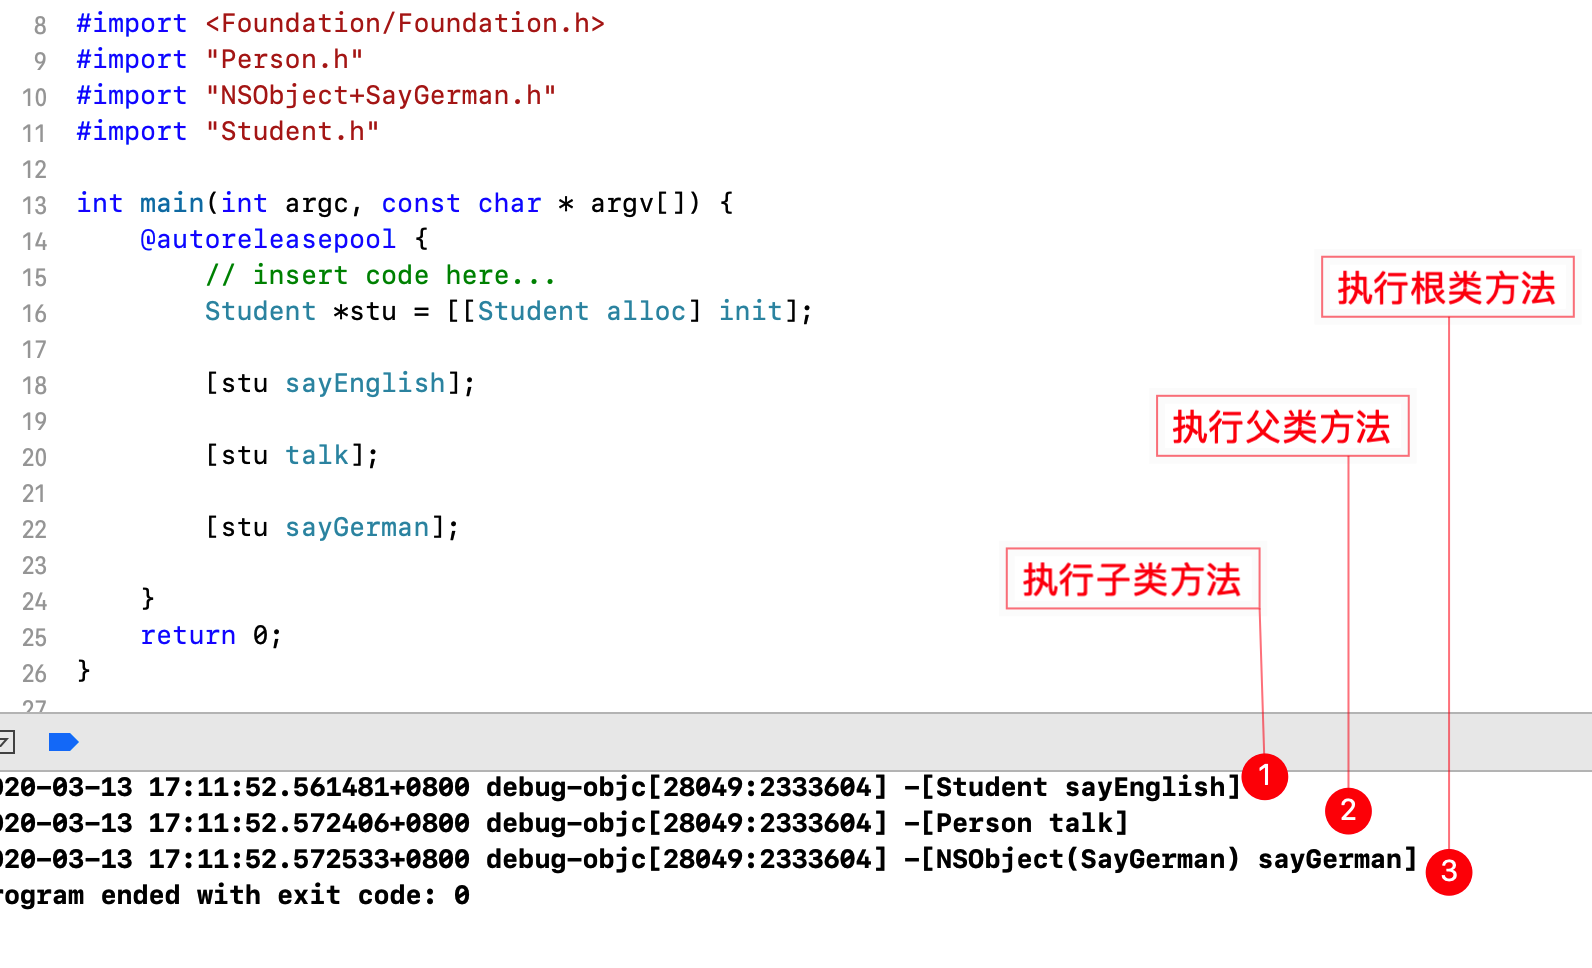 8 #import <Foundation/Foundation.h>
9 #import "Person.h"
10 #import "NSObject+SayGerman.h"
11 #import "Student.h"
12
13 int main(int argc, const char * argv[]) {
14 @autoreleasepool {
15 // insert code here...
16 Student *stu = [[Student alloc] init];
17
18 [stu sayEnglish];
19
20 [stu talk];
21
22 [stu sayGerman];
23
24 }
25 return 0;
26 }
27
执行根类方法
执行父类方法
执行子类方法
020-03-13 17:11:52.561481+0800 debug-objc[28049:2333604] -[Student sayEnglish] 1
020-03-13 17:11:52.572406+0800 debug-objc[28049:2333604] -[Person talk] 2
020-03-13 17:11:52.572533+0800 debug-objc[28049:2333604] -[NSObject(SayGerman) sayGerman] 3
rogram ended with exit code: 0